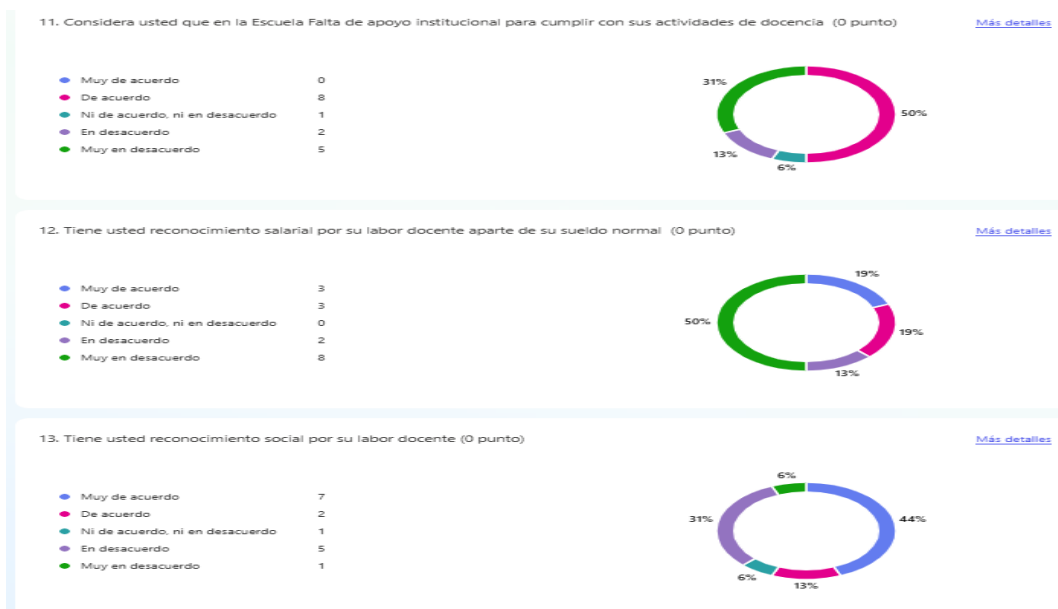 11. Considera usted que en la Escuela Falta de apoyo institucional para cumplir con sus actividades de docencia (0 punto) Más detalles
Muy de acuerdo 0
De acuerdo 8
Ni de acuerdo, ni en desacuerdo 1
En desacuerdo 2
Muy en desacuerdo 5
31%
50%
13%
6%
12. Tiene usted reconocimiento salarial por su labor docente aparte de su sueldo normal (0 punto) Más detalles
Muy de acuerdo 3
De acuerdo 3
Ni de acuerdo, ni en desacuerdo 0
En desacuerdo 2
Muy en desacuerdo 8
19%
50%
19%
13%
13. Tiene usted reconocimiento social por su labor docente (0 punto) Más detalles
Muy de acuerdo 7
De acuerdo 2
Ni de acuerdo, ni en desacuerdo 1
En desacuerdo 5
Muy en desacuerdo 1
6%
31%
44%
6%
13%